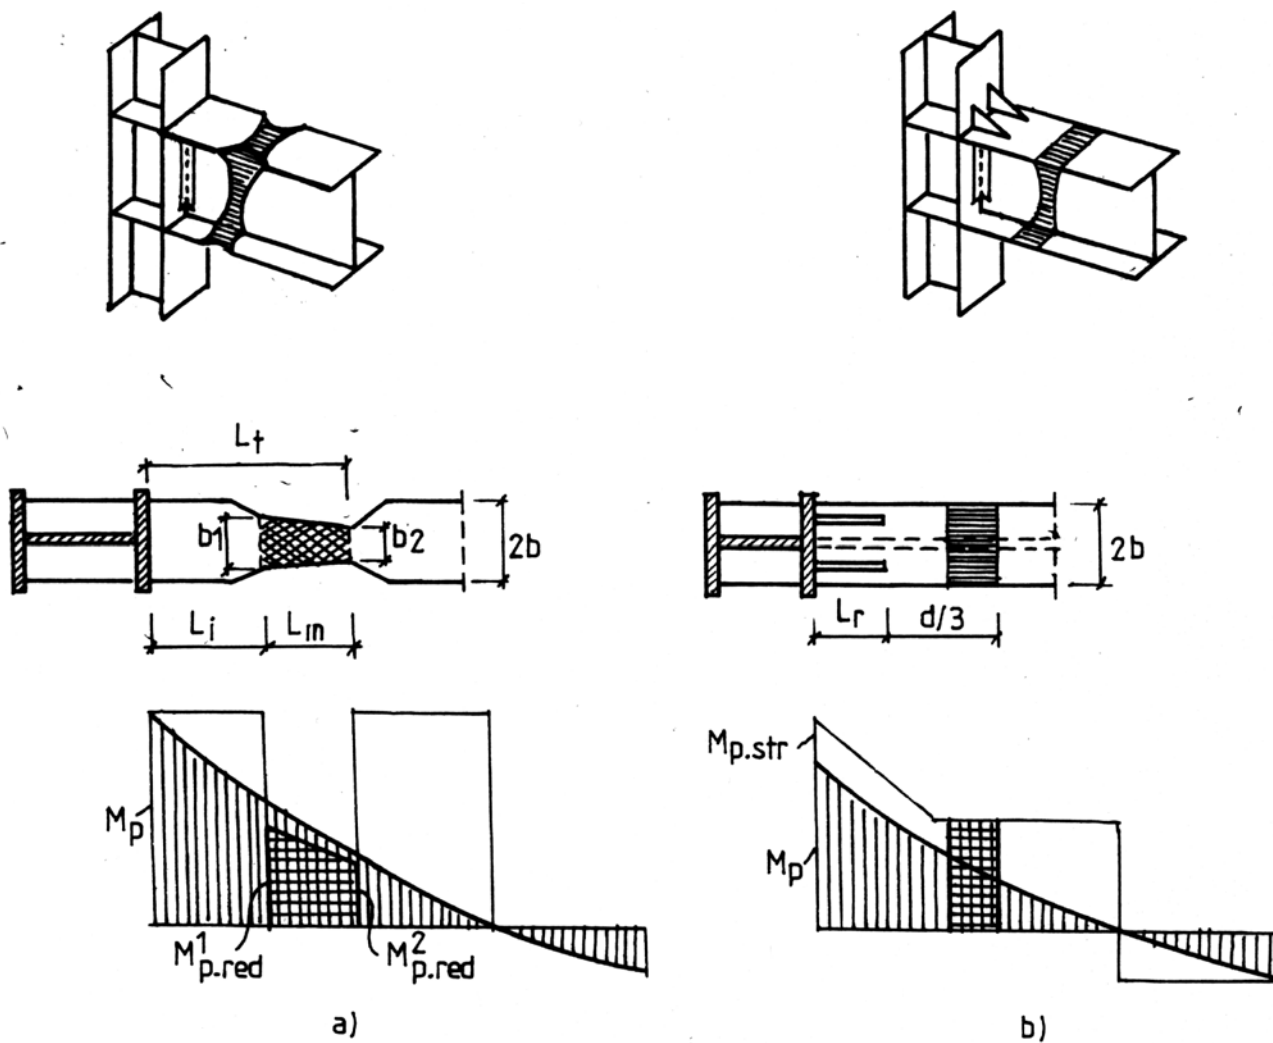 Lt
b1
b2
2b
2b
Li
Lm
Lr
d/3
Mp
M1p.red
M2p.red
Mp.str
Mp
a)
b)